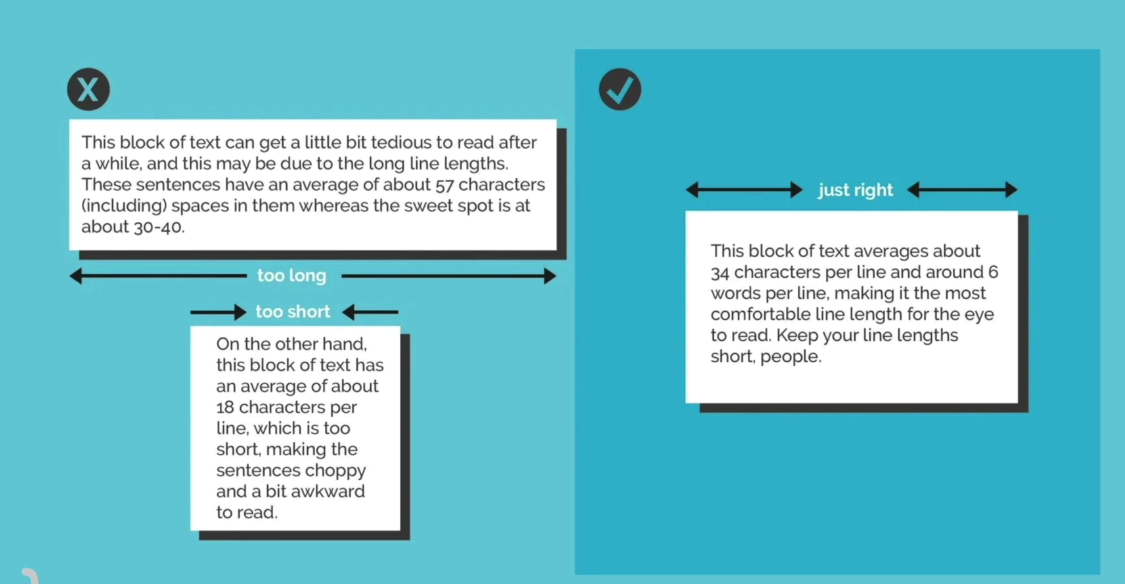 X
This block of text can get a little bit tedious to read after
a while, and this may be due to the long line lengths.
These sentences have an average of about 57 characters
(including) spaces in them whereas the sweet spot is at
about 30-40.
too long
too short
On the other hand,
this block of text has
an average of about
18 characters per
line, which is too
short, making the
sentences choppy
and a bit awkward
to read.
just right
This block of text averages about
34 characters per line and around 6
words per line, making it the most
comfortable line length for the eye
to read. Keep your line lengths
short, people.